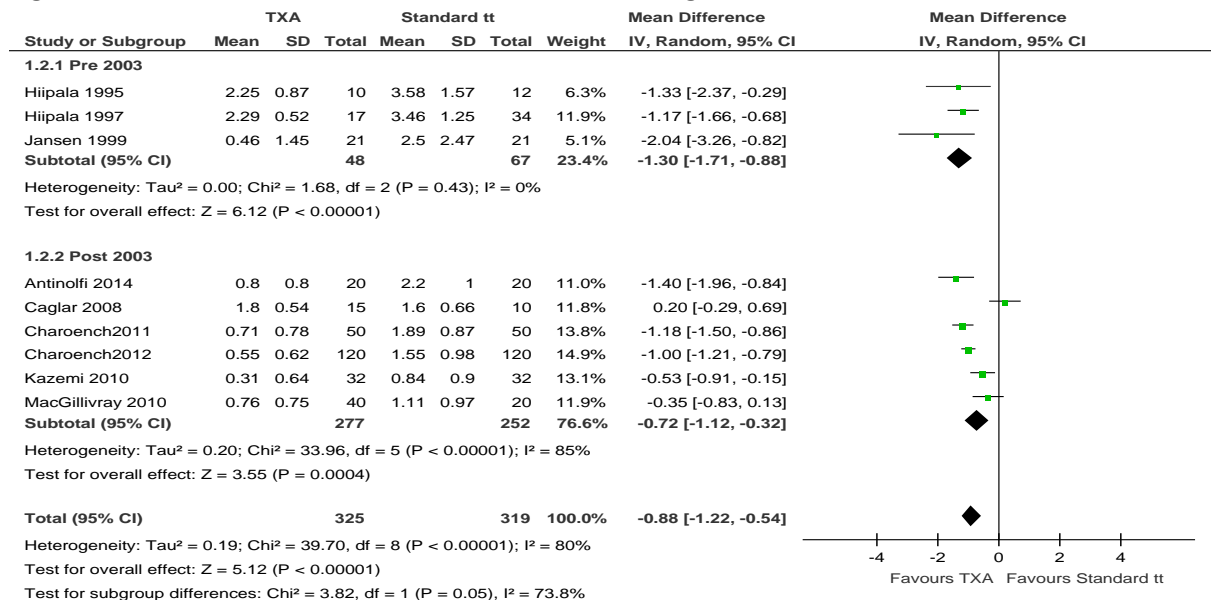 TXA Standard tt Mean Difference Mean Difference
Study or Subgroup Mean SD Total Mean SD Total Weight IV, Random, 95% CI IV, Random, 95% CI
1.2.1 Pre 2003
Hiipala 1995 2.25 0.87 10 3.58 1.57 12 6.3% -1.33 [-2.37, -0.29]
Hiipala 1997 2.29 0.52 17 3.46 1.25 34 11.9% -1.17 [-1.66, -0.68]
Jansen 1999 0.46 1.45 21 2.5 2.47 21 5.1% -2.04 [-3.26, -0.82]
Subtotal (95% CI) 48 67 23.4% -1.30 [-1.71, -0.88]
Heterogeneity: Tau² = 0.00; Chi² = 1.68, df = 2 (P = 0.43); I² = 0%
Test for overall effect: Z = 6.12 (P < 0.00001)
1.2.2 Post 2003
Antinolfi 2014 0.8 0.8 20 2.2 1 20 11.0% -1.40 [-1.96, -0.84]
Caglar 2008 1.8 0.54 15 1.6 0.66 10 11.8% 0.20 [-0.29, 0.69]
Charoench2011 0.71 0.78 50 1.89 0.87 50 13.8% -1.18 [-1.50, -0.86]
Charoench2012 0.55 0.62 120 1.55 0.98 120 14.9% -1.00 [-1.21, -0.79]
Kazemi 2010 0.31 0.64 32 0.84 0.9 32 13.1% -0.53 [-0.91, -0.15]
MacGillivray 2010 0.76 0.75 40 1.11 0.97 20 11.9% -0.35 [-0.83, 0.13]
Subtotal (95% CI) 277 252 76.6% -0.72 [-1.12, -0.32]
Heterogeneity: Tau² = 0.20; Chi² = 33.96, df = 5 (P < 0.00001); I² = 85%
Test for overall effect: Z = 3.55 (P = 0.0004)
Total (95% CI) 325 319 100.0% -0.88 [-1.22, -0.54]
Heterogeneity: Tau² = 0.19; Chi² = 39.70, df = 8 (P < 0.00001); I² = 80%
Test for overall effect: Z = 5.12 (P < 0.00001)
Test for subgroup differences: Chi² = 3.82, df = 1 (P = 0.05), I² = 73.8%
-4 -2 0 2 4
Favours TXA Favours Standard tt